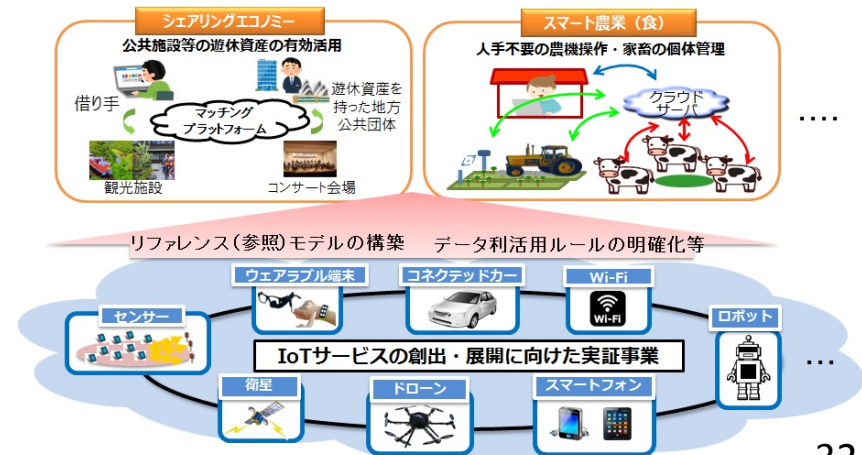 シェアリングエコノミー
公共施設等の遊休資産の有効活用
SEARCH
借り手
マッチング
プラットフォーム
遊休資産を
持った地方
公共団体
観光施設
コンサート会場
スマート農業（食）
人手不要の農機操作・家畜の個体管理
クラウド
サーバ
....
リファレンス(参照)モデルの構築
データ利活用ルールの明確化等
ウェアラブル端末
コネクテッドカー
Wi-Fi
Wi-Fi
センサー
ロボット
IoTサービスの創出・展開に向けた実証事業
...
衛星
ドローン
スマートフォン